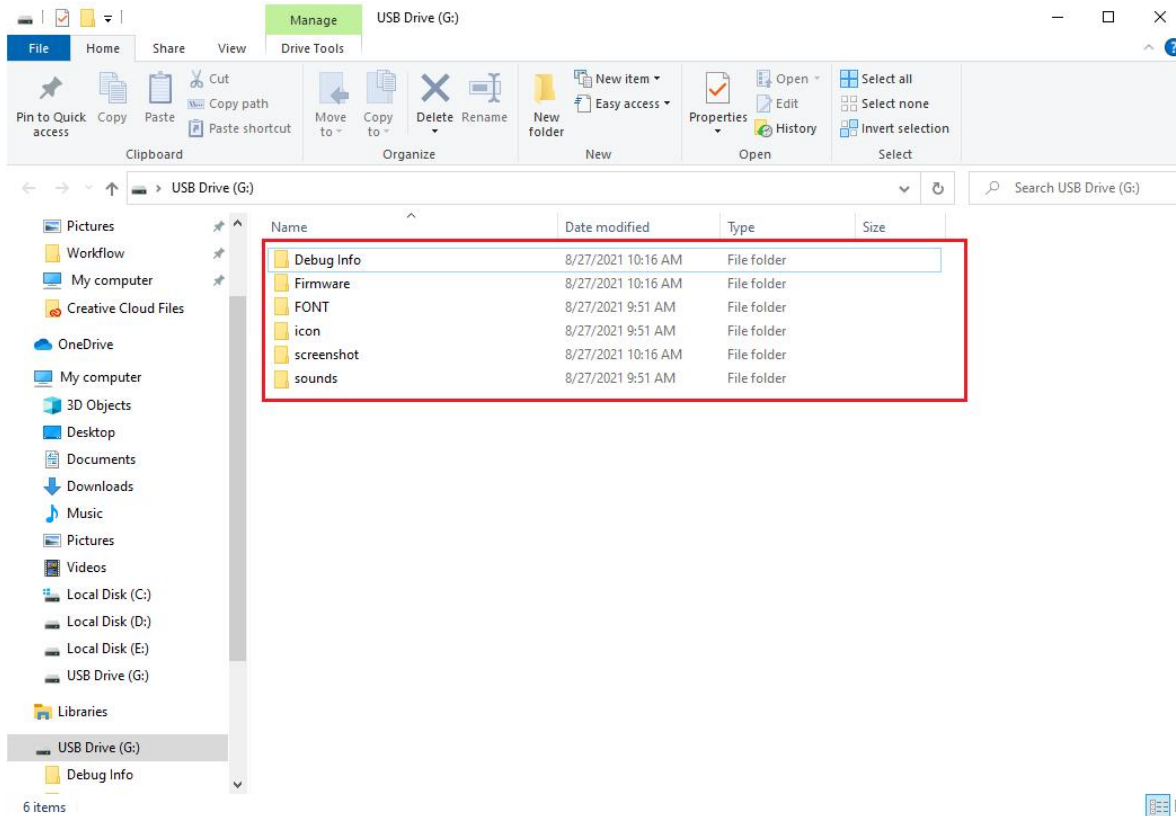 Manage USB Drive (G:)
File Home Share View Drive Tools ?
Pin to Quick access
Copy
Paste
Cut
Copy path
Paste shortcut
Clipboard
Move to
Copy to
Delete
Rename
Organize
New folder
New item
Easy access
New
Properties
Open
Edit
History
Open
Select all
Select none
Invert selection
Select
USB Drive (G:)
Search USB Drive (G:)
Pictures
Workflow
My computer
Creative Cloud Files
OneDrive
My computer
3D Objects
Desktop
Documents
Downloads
Music
Pictures
Videos
Local Disk (C:)
Local Disk (D:)
Local Disk (E:)
USB Drive (G:)
Libraries
USB Drive (G:)
Debug Info
Name Date modified Type Size
Debug Info 8/27/2021 10:16 AM File folder
Firmware 8/27/2021 10:16 AM File folder
FONT 8/27/2021 9:51 AM File folder
icon 8/27/2021 9:51 AM File folder
screenshot 8/27/2021 10:16 AM File folder
sounds 8/27/2021 9:51 AM File folder
6 items